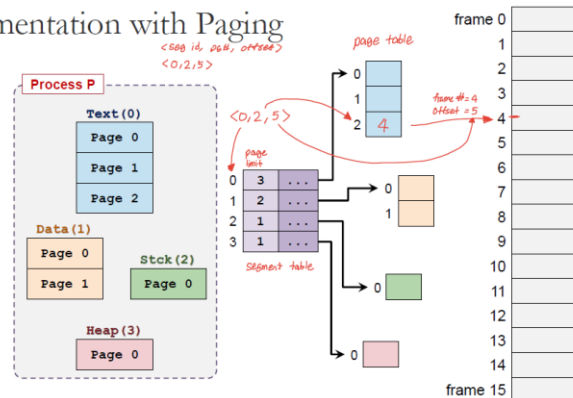 mentation with Paging
<seg id, pg#, offset>
<0,2,5>
Process P
Text(0)
Page 0
Page 1
Page 2
Data(1)
Page 0
Page 1
Stck(2)
Page 0
Heap(3)
Page 0
<0,2,5>
page
limit
0 3 ...
1 2 ...
2 1 ...
3 1 ...
segment table
page table
0
1
2 4
0
1
0
0
frame #=4
offset =5
frame 0
1
2
3
4
5
6
7
8
9
10
11
12
13
14
frame 15